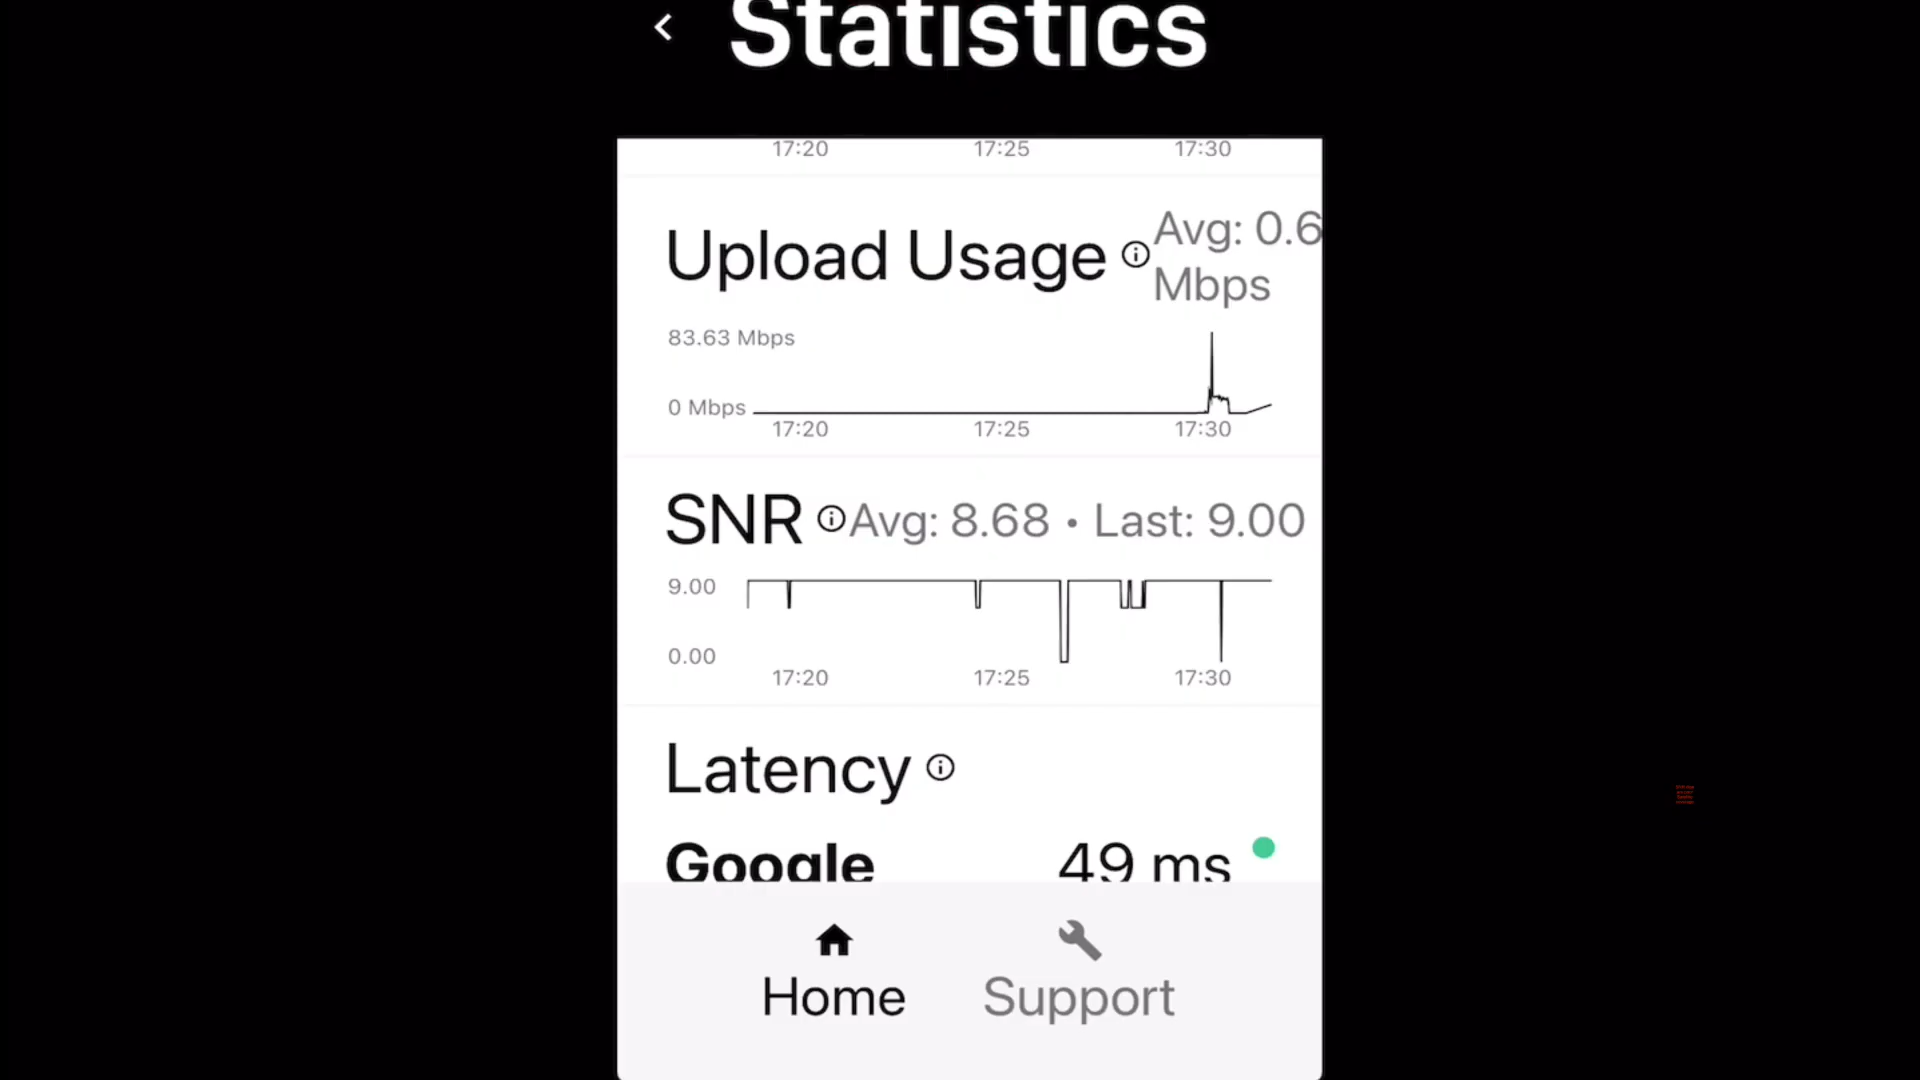 Statistics
17:20 17:25 17:30
Upload Usage
Avg: 0.6
Mbps
83.63 Mbps
0 Mbps
17:20 17:25 17:30
SNR Avg: 8.68 • Last: 9.00
9.00
0.00
17:20 17:25 17:30
Latency
Google 49 ms
Home Support